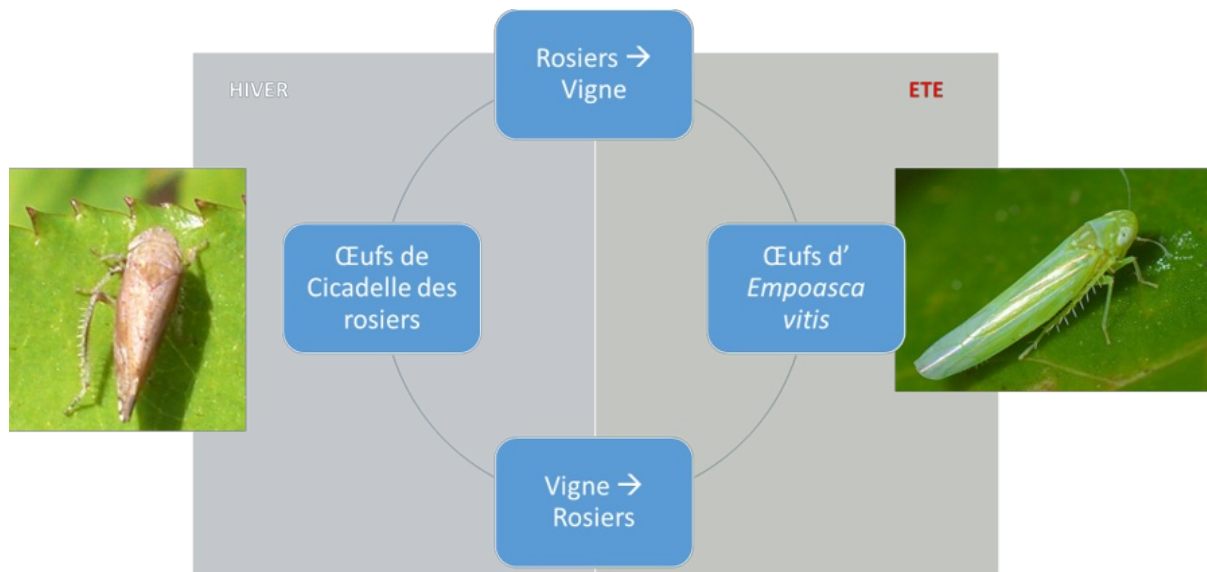 Rosiers →
Vigne
HIVER
ETE
Œufs de
Cicadelle des
rosiers
Œufs d’
Empoasca
vitis
Vigne →
Rosiers